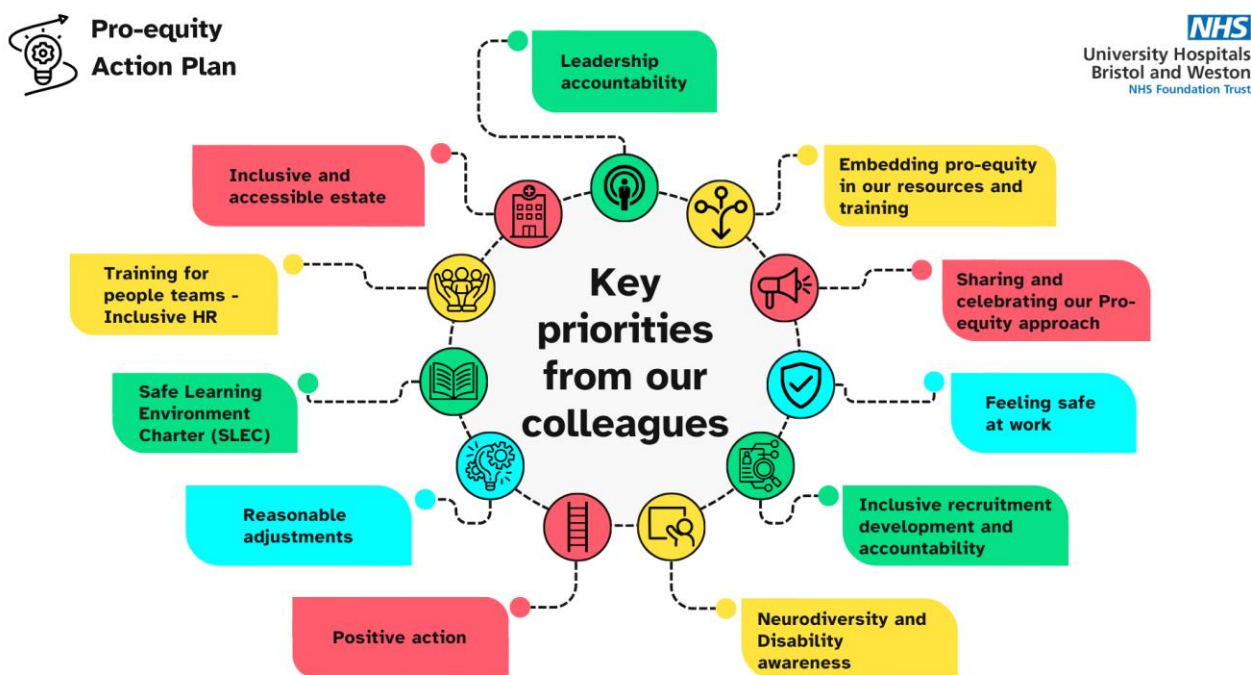 Pro-equity
Action Plan
NHS
University Hospitals
Bristol and Weston
NHS Foundation Trust
Key
priorities
from our
colleagues
Leadership
accountability
Embedding pro-equity
in our resources and
training
Sharing and
celebrating our Pro-
equity approach
Feeling safe
at work
Inclusive recruitment
development and
accountability
Neurodiversity and
Disability
awareness
Positive action
Reasonable
adjustments
Safe Learning
Environment
Charter (SLEC)
Training for
people teams -
Inclusive HR
Inclusive and
accessible estate